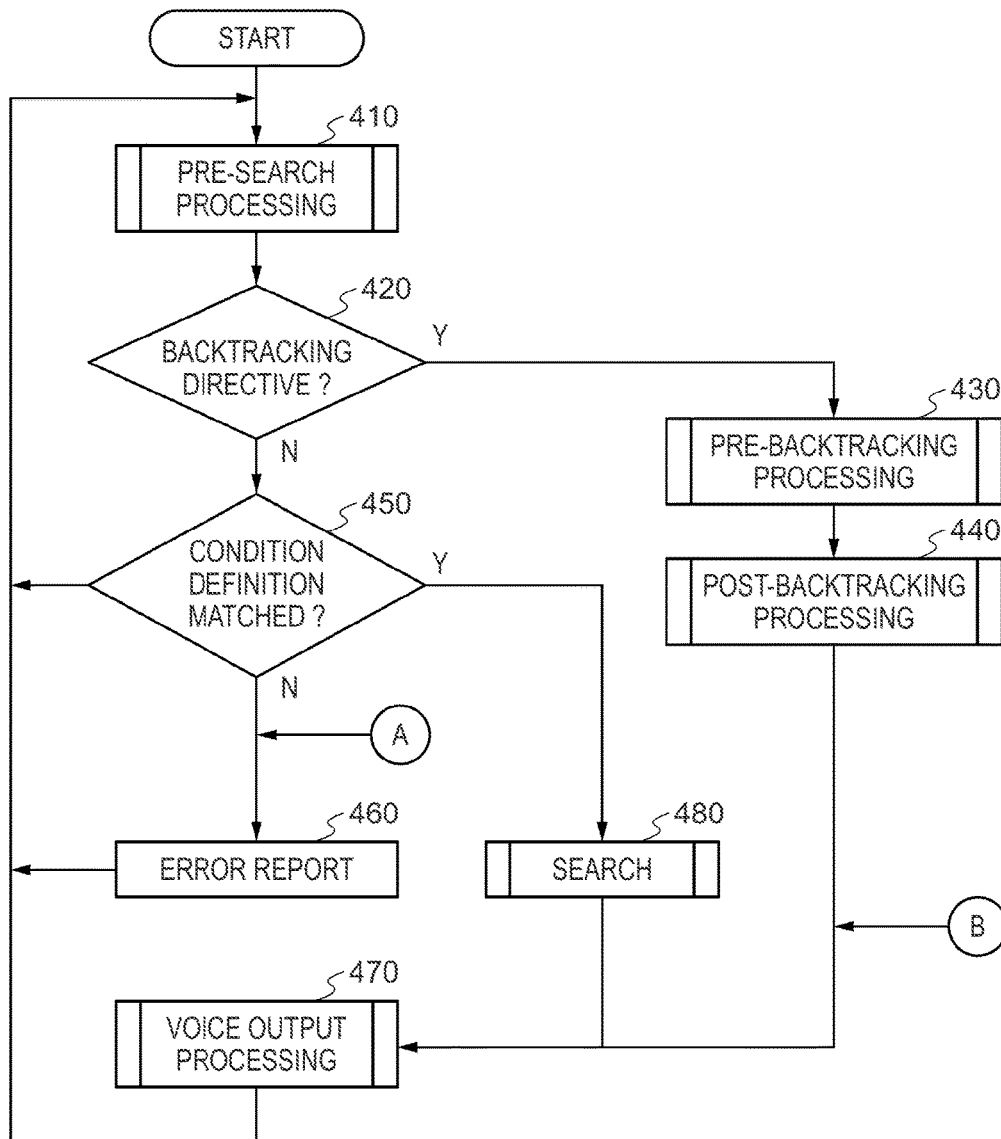 START
410
PRE-SEARCH
PROCESSING
420
BACKTRACKING
DIRECTIVE ?
Y
N
430
PRE-BACKTRACKING
PROCESSING
440
POST-BACKTRACKING
PROCESSING
450
CONDITION
DEFINITION
MATCHED ?
Y
N
A
460
ERROR REPORT
480
SEARCH
B
470
VOICE OUTPUT
PROCESSING